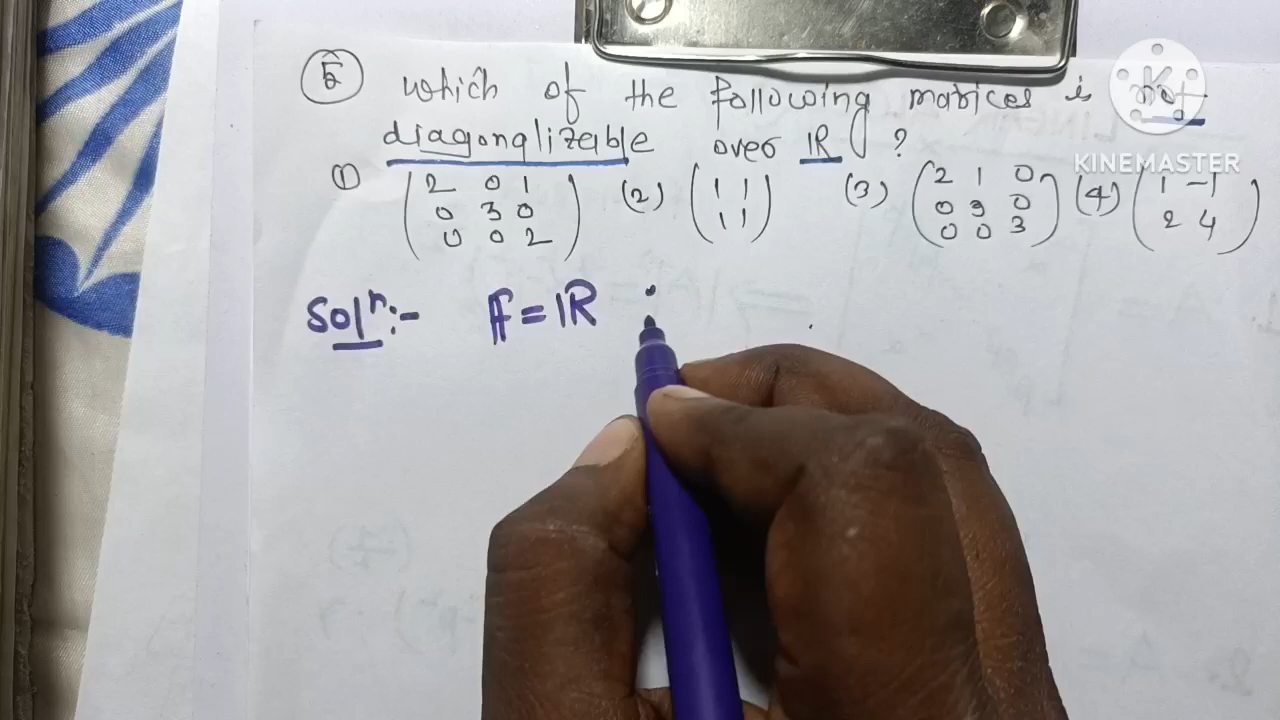 5 which of the following matrices is not
diagonalizable over IR ?
① (2 0 1 (2) (1 1 (3) (2 1 0 (4) (1 -1
0 3 0 1 1) 0 3 0 2 4)
0 0 2) 0 0 3)
Solⁿ:- F = IR
KINEMASTER